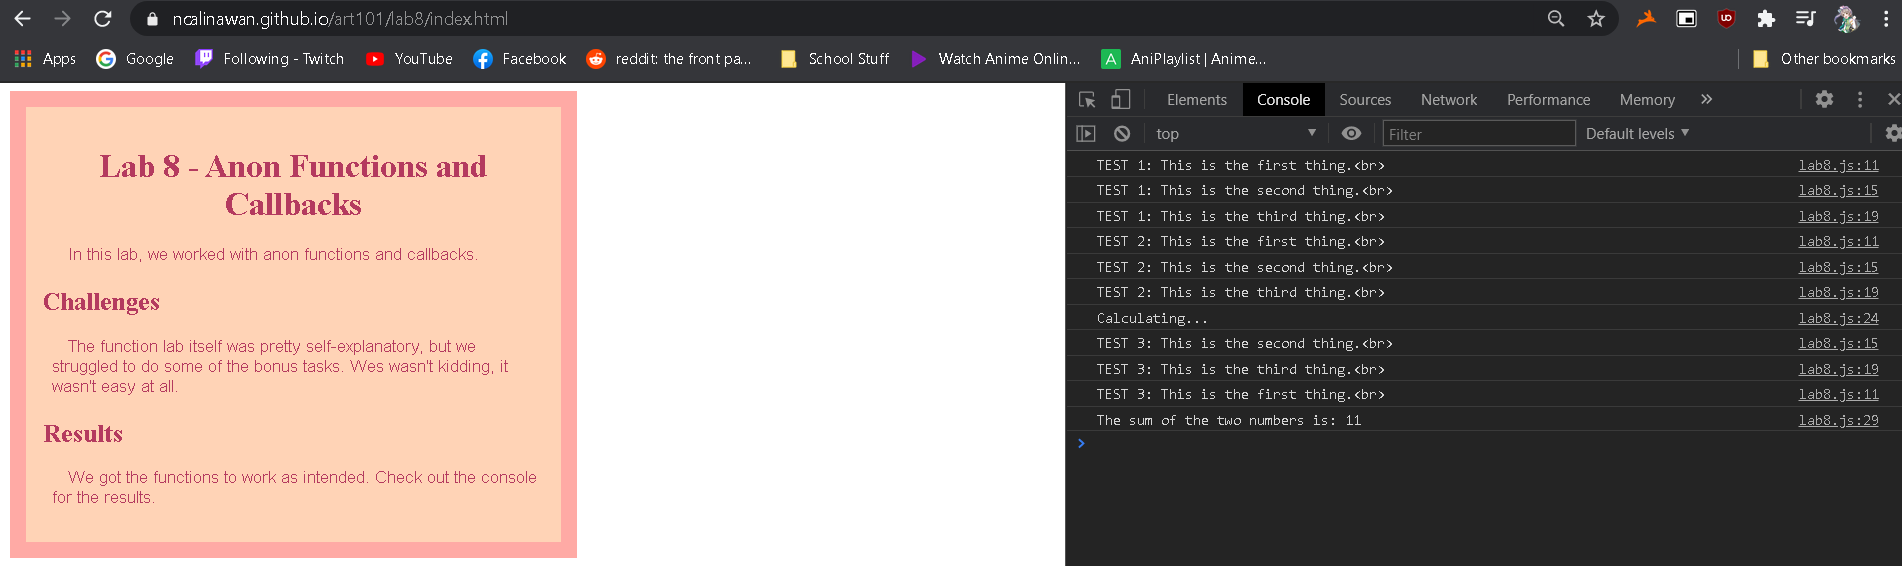 ncalinawan.github.io/art101/lab8/index.html
Apps Google Following - Twitch YouTube Facebook reddit: the front pa... School Stuff Watch Anime Onlin... AniPlaylist | Anime... Other bookmarks
Lab 8 - Anon Functions and
Callbacks
In this lab, we worked with anon functions and callbacks.
Challenges
The function lab itself was pretty self-explanatory, but we
struggled to do some of the bonus tasks. Wes wasn't kidding, it
wasn't easy at all.
Results
We got the functions to work as intended. Check out the console
for the results.
Elements Console Sources Network Performance Memory »
top Filter Default levels
TEST 1: This is the first thing.<br> lab8.js:11
TEST 1: This is the second thing.<br> lab8.js:15
TEST 1: This is the third thing.<br> lab8.js:19
TEST 2: This is the first thing.<br> lab8.js:11
TEST 2: This is the second thing.<br> lab8.js:15
TEST 2: This is the third thing.<br> lab8.js:19
Calculating... lab8.js:24
TEST 3: This is the second thing.<br> lab8.js:15
TEST 3: This is the third thing.<br> lab8.js:19
TEST 3: This is the first thing.<br> lab8.js:11
The sum of the two numbers is: 11 lab8.js:29